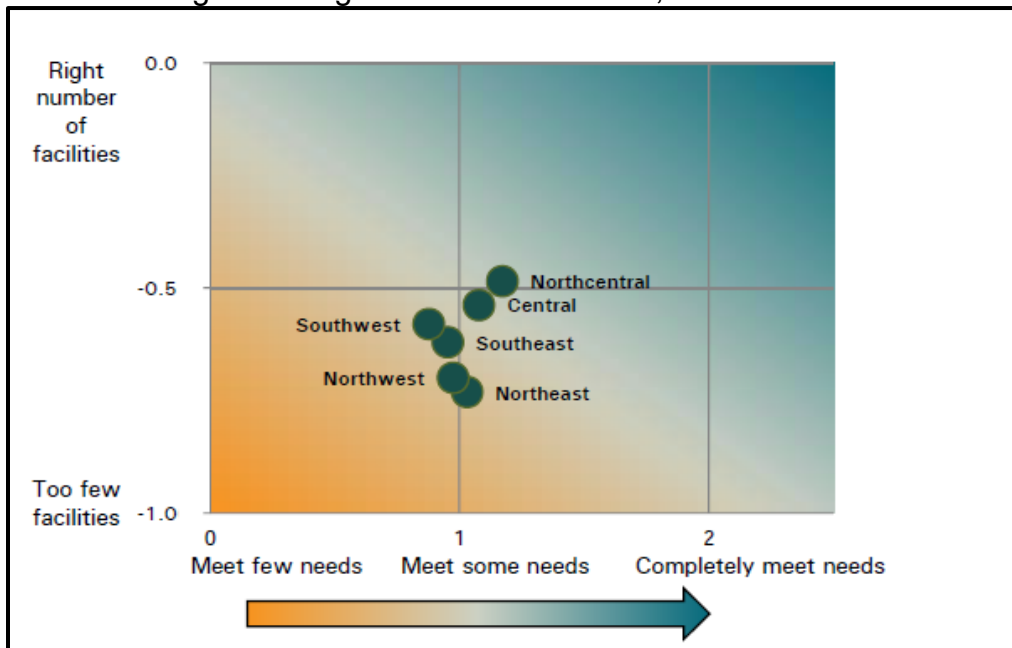 Right
number
of
facilities
0.0
-0.5
Northcentral
Central
Southwest
Southeast
Northwest
Northeast
Too few
facilities
-1.0
0 1 2
Meet few needs Meet some needs Completely meet needs